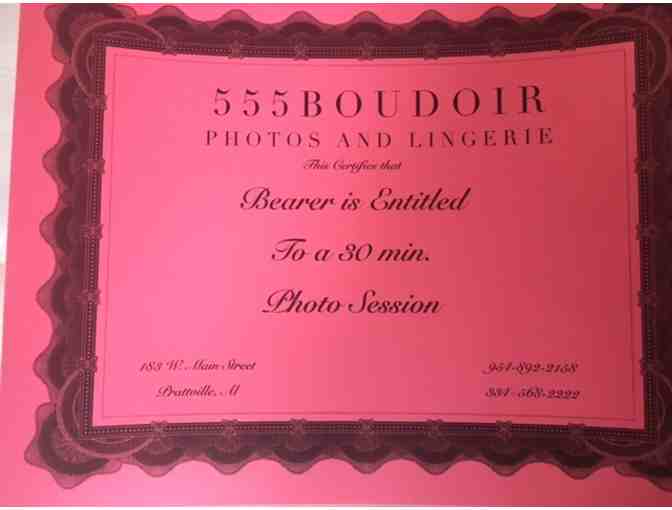 555BOUDOIR
PHOTOS AND LINGERIE
This Certifies that
Bearer is Entitled
To a 30 min.
Photo Session
183 W. Main Street
Prattville, Al
954-892-2158
334-568-2222